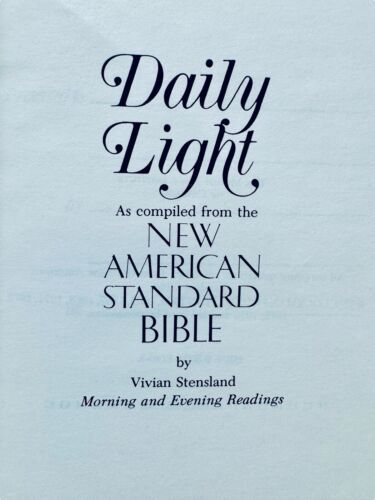 Daily
Light
As compiled from the
NEW
AMERICAN
STANDARD
BIBLE
by
Vivian Stensland
Morning and Evening Readings